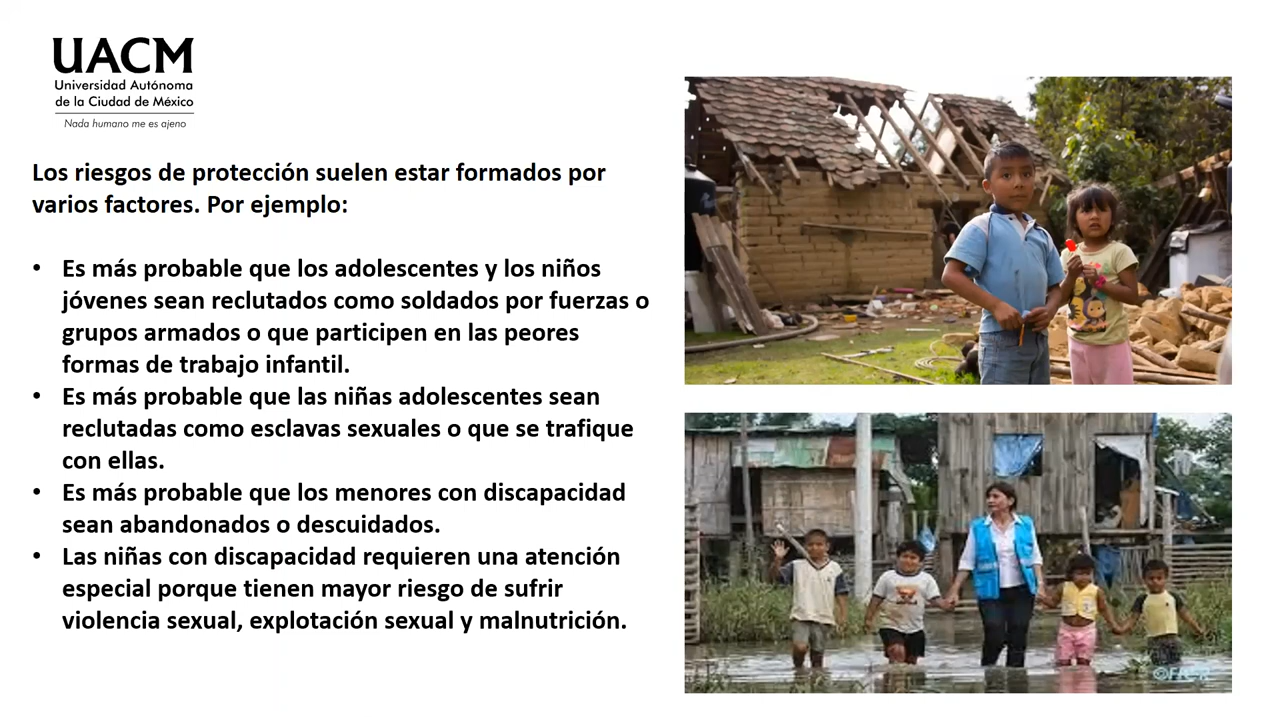 UACM
Universidad Autónoma
de la Ciudad de México
Nada humano me es ajeno
Los riesgos de protección suelen estar formados por
varios factores. Por ejemplo:
• Es más probable que los adolescentes y los niños
jóvenes sean reclutados como soldados por fuerzas o
grupos armados o que participen en las peores
formas de trabajo infantil.
• Es más probable que las niñas adolescentes sean
reclutadas como esclavas sexuales o que se trafique
con ellas.
• Es más probable que los menores con discapacidad
sean abandonados o descuidados.
• Las niñas con discapacidad requieren una atención
especial porque tienen mayor riesgo de sufrir
violencia sexual, explotación sexual y malnutrición.